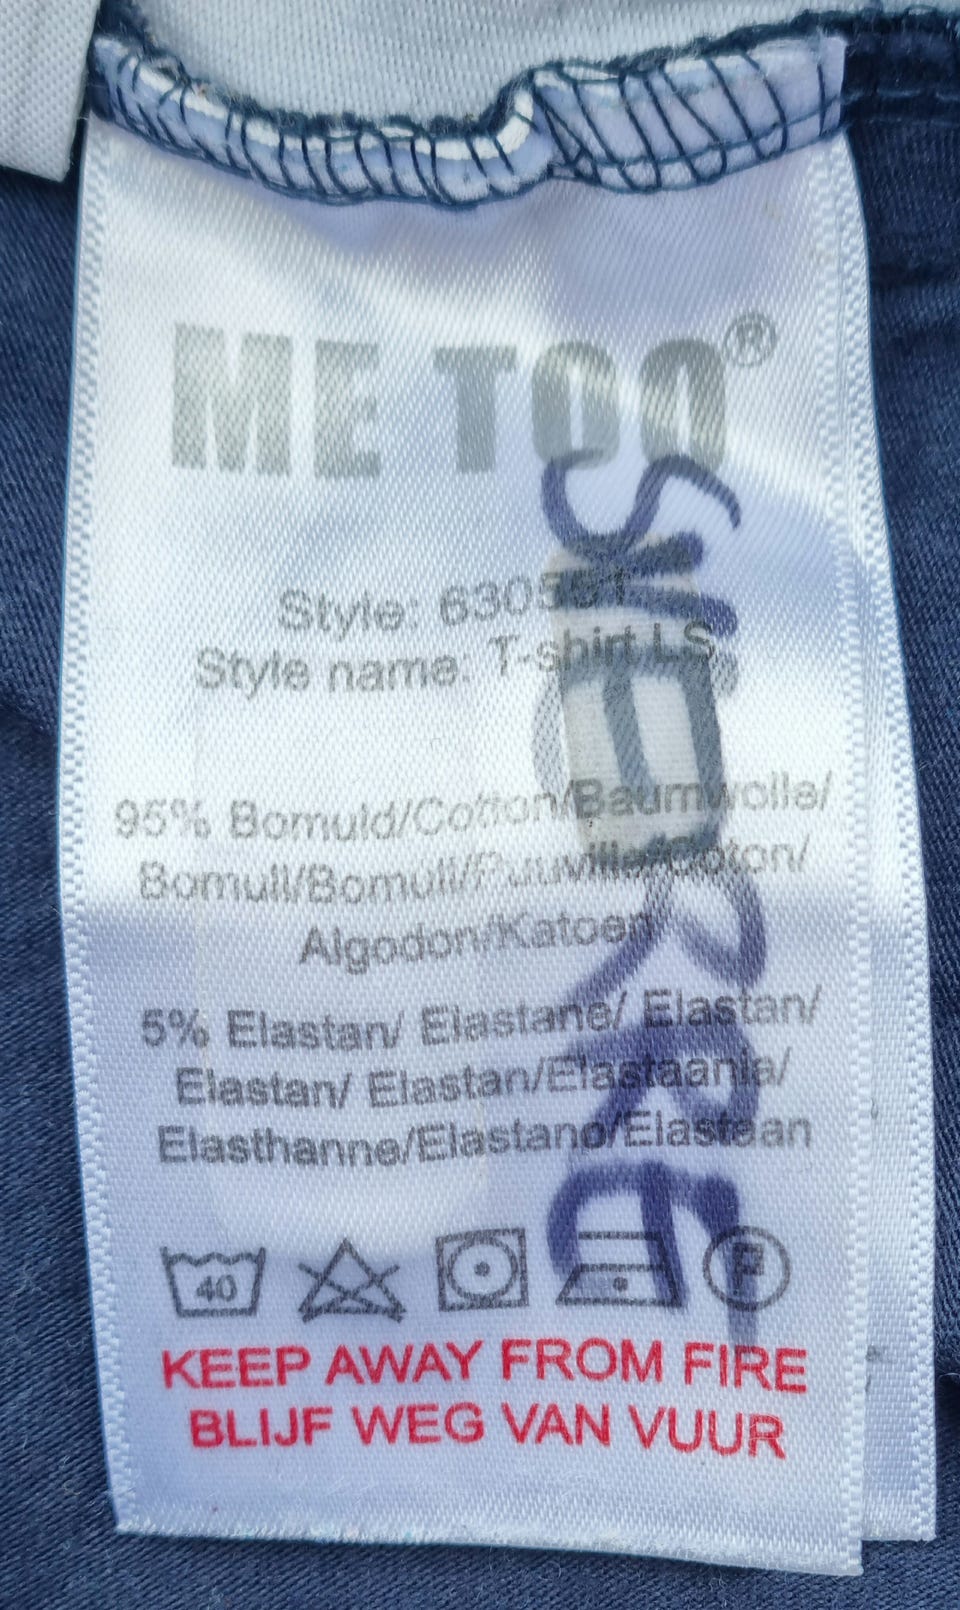 ME TOO®
Style: 630551
Style name: T-shirt LS
95% Bomuld/Cotton/Baumwolle/
Bomull/Bomull/Puuvilla/Coton/
Algodon/Katoen
5% Elastan/ Elastane/ Elastan/
Elastan/ Elastan/Elastaania/
Elasthanne/Elastano/Elastaan
40
KEEP AWAY FROM FIRE
BLIJF WEG VAN VUUR